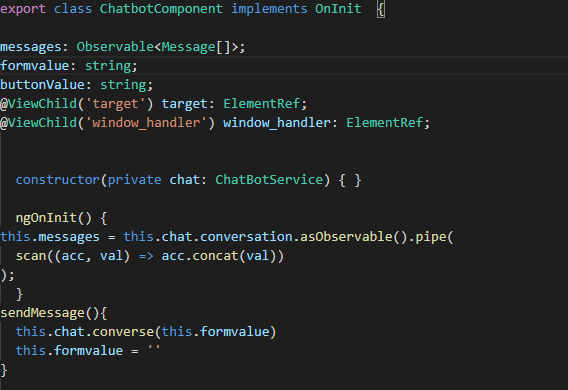 export class ChatbotComponent implements OnInit  {
messages: Observable<Message[]>;
formvalue: string;
buttonValue: string;
@ViewChild('target') target: ElementRef;
@ViewChild('window_handler') window_handler: ElementRef;
constructor(private chat: ChatBotService) { }
ngOnInit() {
this.messages = this.chat.conversation.asObservable().pipe(
scan((acc, val) => acc.concat(val))
);
}
sendMessage(){
this.chat.converse(this.formvalue)
this.formvalue = ''
}